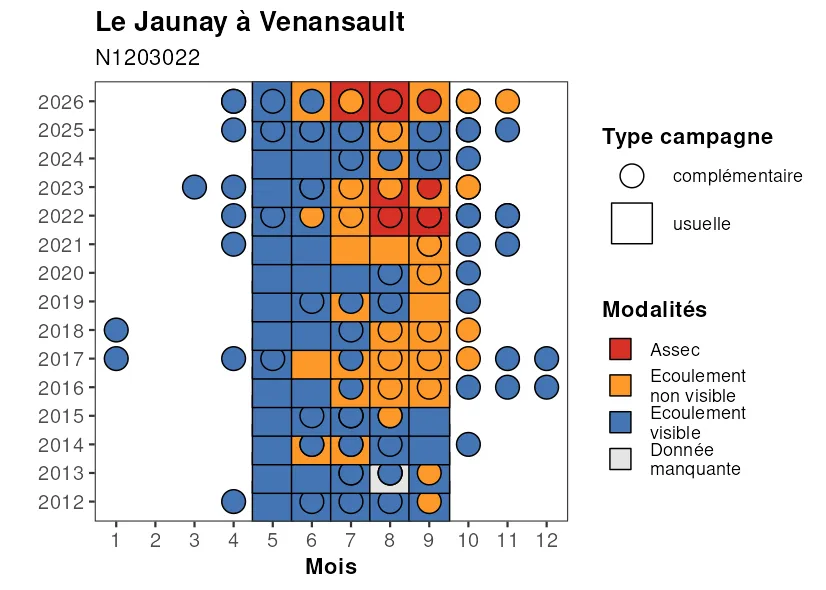 Le Jaunay à Venansault
N1203022
2026
2025
2024
2023
2022
2021
2020
2019
2018
2017
2016
2015
2014
2013
2012
1 2 3 4 5 6 7 8 9 10 11 12
Mois
Type campagne
complémentaire
usuelle
Modalités
Assec
Ecoulement
non visible
Ecoulement
visible
Donnée
manquante